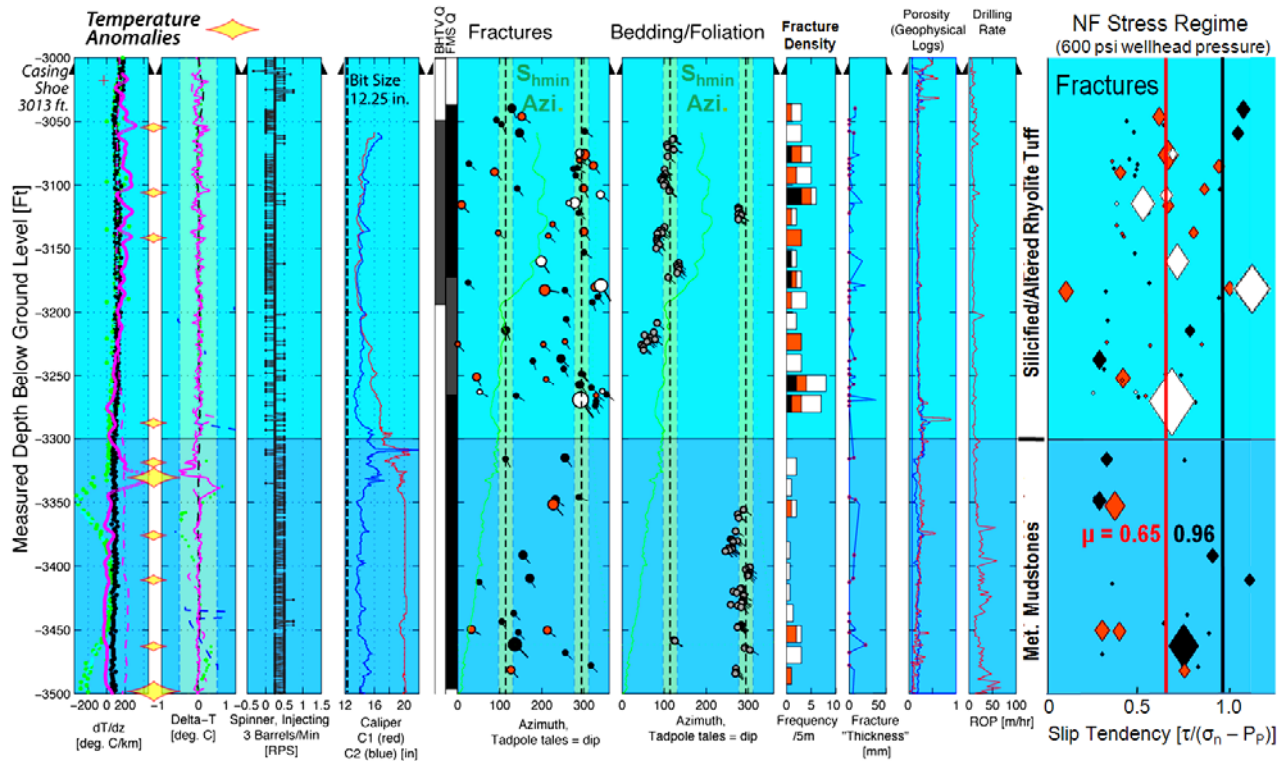 Temperature
Anomalies
BHTV Q
FMS Q
Fractures
Bedding/Foliation
Fracture
Density
Porosity
(Geophysical
Logs)
Drilling
Rate
NF Stress Regime
(600 psi wellhead pressure)
Measured Depth Below Ground Level [Ft]
−3000
−3050
−3100
−3150
−3200
−3250
−3300
−3350
−3400
−3450
−3500
Casing
Shoe
3013 ft.
Bit Size
12.25 in.
Shmin
Azi.
Shmin
Azi.
Fractures
Silicified/Altered Rhyolite Tuff
Met. Mudstones
μ = 0.65
0.96
−200 0 200
dT/dz
[deg. C/km]
−1 0 1
Delta−T
[deg. C]
−0.5 0 0.5 1 1.5
Spinner, Injecting
3 Barrels/Min
[RPS]
12 16 20
Caliper
C1 (red)
C2 (blue) [in]
0 100 200 300
Azimuth,
Tadpole tales = dip
0 100 200 300
Azimuth,
Tadpole tales = dip
0 5 10
Frequency
/5m
0 50
Fracture
"Thickness"
[mm]
0 .5 1
0 50 100
ROP [m/hr]
0 0.5 1.0
Slip Tendency [τ/(σn – PP)]